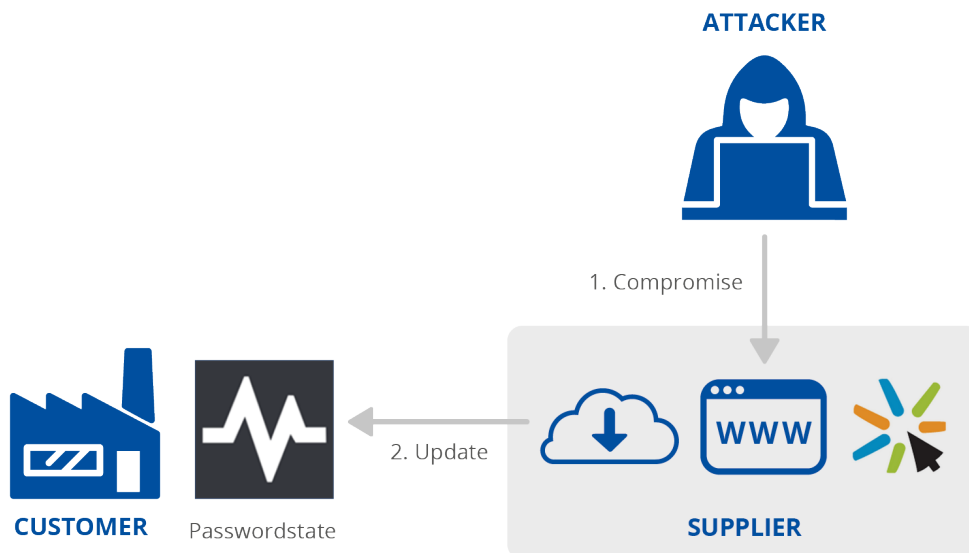 ATTACKER
1. Compromise
WWW
2. Update
CUSTOMER
Passwordstate
SUPPLIER